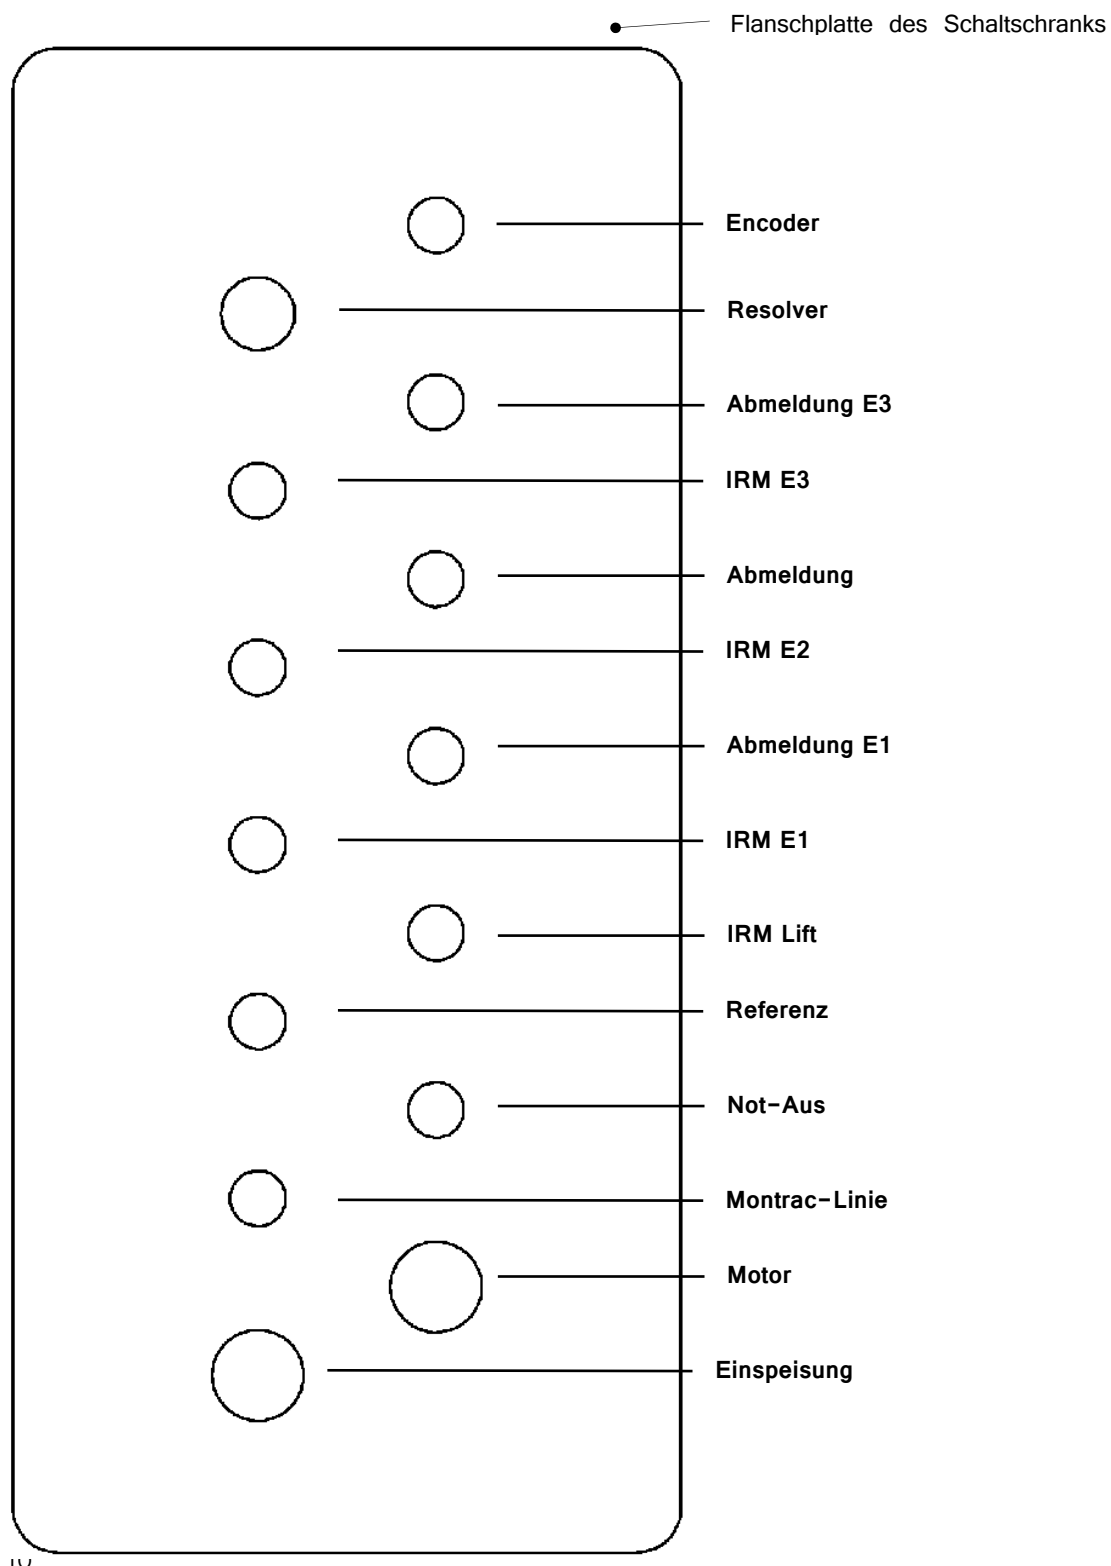 Flanschplatte des Schaltschranks
Encoder
Resolver
Abmeldung E3
IRM E3
Abmeldung
IRM E2
Abmeldung E1
IRM E1
IRM Lift
Referenz
Not-Aus
Montrac-Linie
Motor
Einspeisung